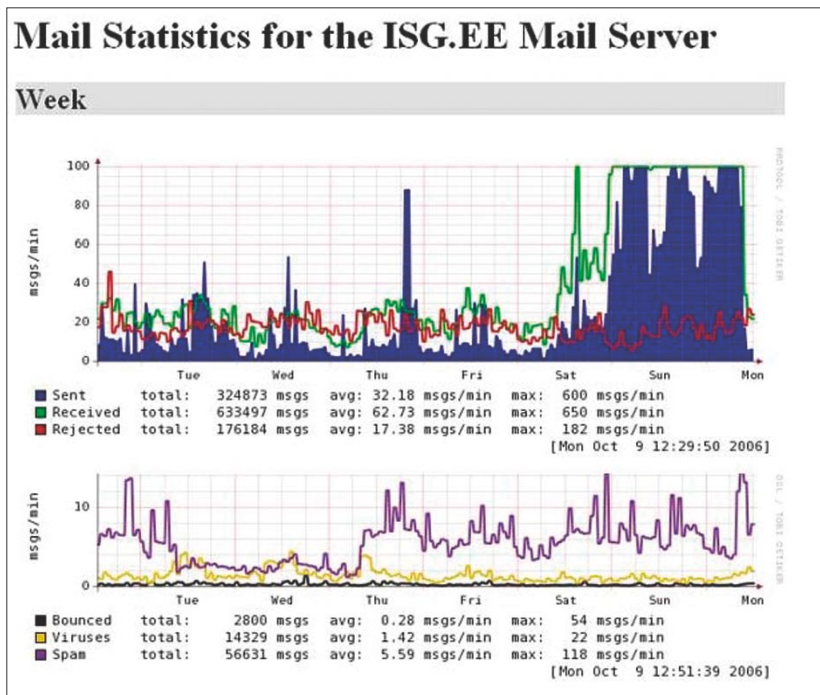 Mail Statistics for the ISG.EE Mail Server
Week
100
80
60
40
20
0
msgs/min
Tue Wed Thu Fri Sat Sun Mon
Sent total: 324873 msgs avg: 32.18 msgs/min max: 600 msgs/min
Received total: 633497 msgs avg: 62.73 msgs/min max: 650 msgs/min
Rejected total: 176184 msgs avg: 17.38 msgs/min max: 182 msgs/min
[Mon Oct 9 12:29:50 2006]
RRDTOOL / TOBI OETIKER
10
0
msgs/min
Tue Wed Thu Fri Sat Sun Mon
Bounced total: 2800 msgs avg: 0.28 msgs/min max: 54 msgs/min
Viruses total: 14329 msgs avg: 1.42 msgs/min max: 22 msgs/min
Spam total: 56631 msgs avg: 5.59 msgs/min max: 118 msgs/min
[Mon Oct 9 12:51:39 2006]
/ TOBI OETIKER